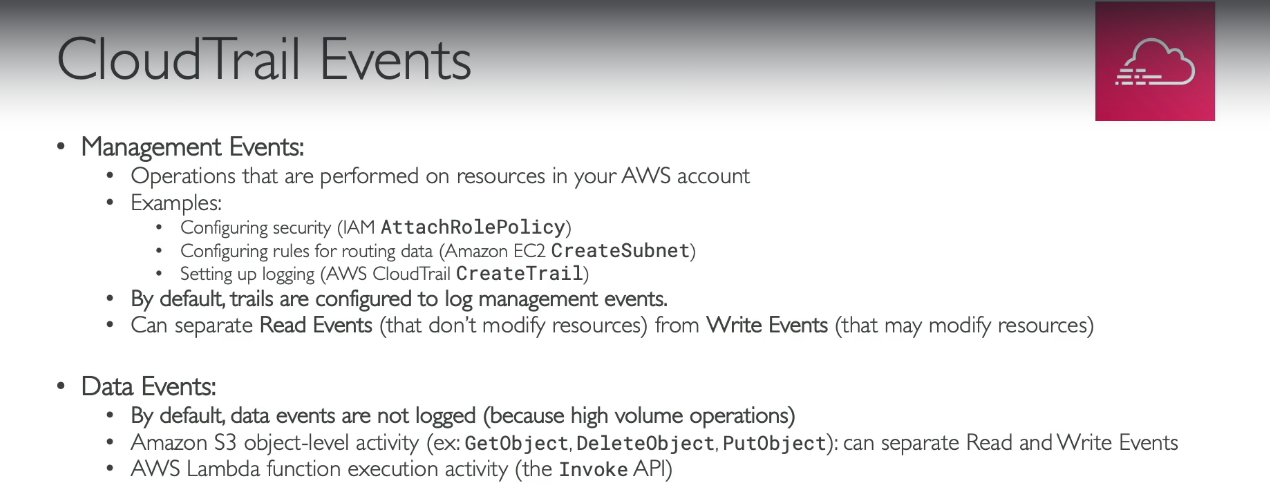 CloudTrail Events
• Management Events:
• Operations that are performed on resources in your AWS account
• Examples:
• Configuring security (IAM AttachRolePolicy)
• Configuring rules for routing data (Amazon EC2 CreateSubnet)
• Setting up logging (AWS CloudTrail CreateTrail)
• By default, trails are configured to log management events.
• Can separate Read Events (that don't modify resources) from Write Events (that may modify resources)
• Data Events:
• By default, data events are not logged (because high volume operations)
• Amazon S3 object-level activity (ex: GetObject, DeleteObject, PutObject): can separate Read and Write Events
• AWS Lambda function execution activity (the Invoke API)